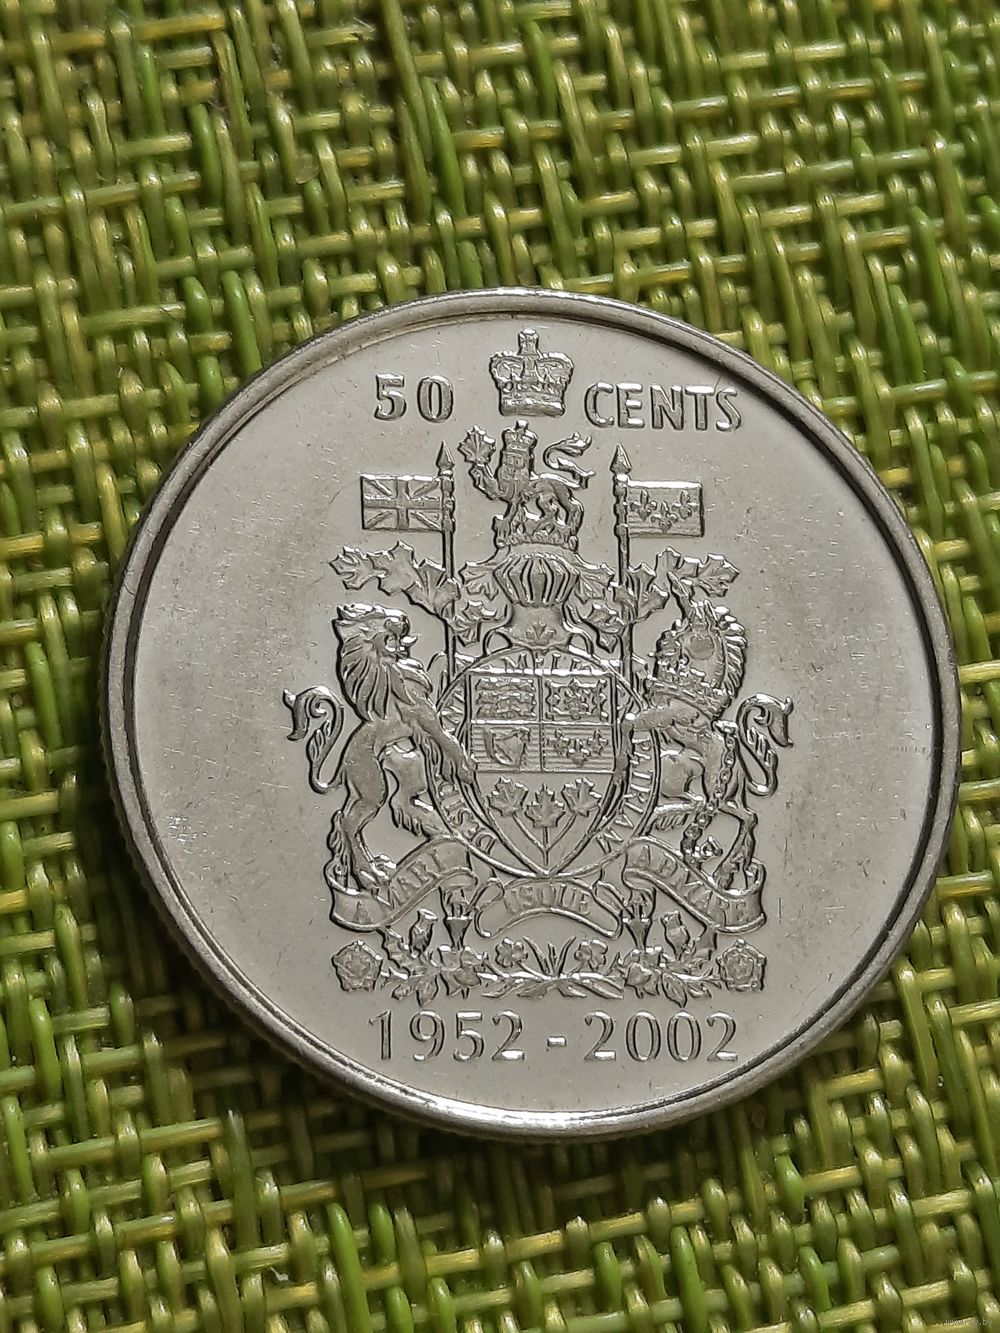 50 CENTS
DESIDERANTES MELIOREM PATRIAM
A MARI USQUE AD MARE
1952 - 2002